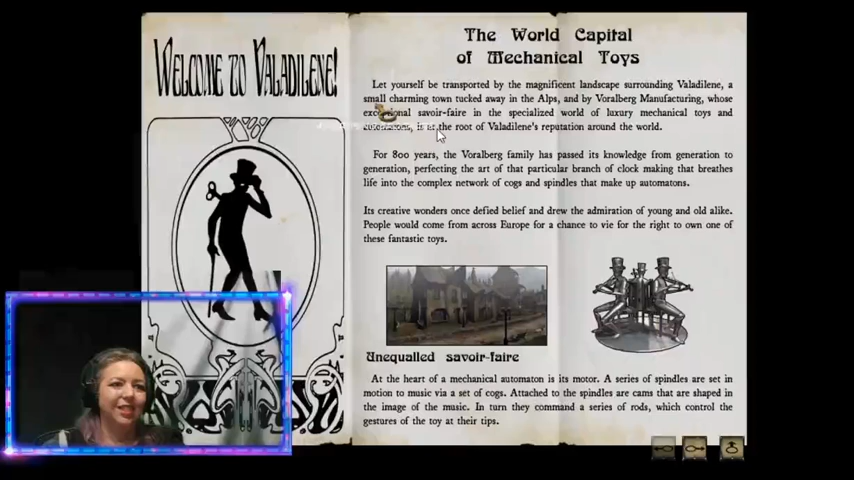 Welcome to Valadilene!
The World Capital
of Mechanical Toys
Let yourself be transported by the magnificent landscape surrounding Valadilene, a
small charming town tucked away in the Alps, and by Voralberg Manufacturing, whose
savoir-faire in the specialized world of luxury mechanical toys and
the root of Valadilene's reputation around the world.
For 800 years, the Voralberg family has passed its knowledge from generation to
generation, perfecting the art of that particular branch of clock making that breathes
life into the complex network of cogs and spindles that make up automatons.
Its creative wonders once defied belief and drew the admiration of young and old alike.
People would come from across Europe for a chance to vie for the right to own one of
these fantastic toys.
Unequalled savoir-faire
At the heart of a mechanical automaton is its motor. A series of spindles are set in
motion to music via a set of cogs. Attached to the spindles are cams that are shaped in
the image of the music. In turn they command a series of rods, which control the
gestures of the toy at their tips.